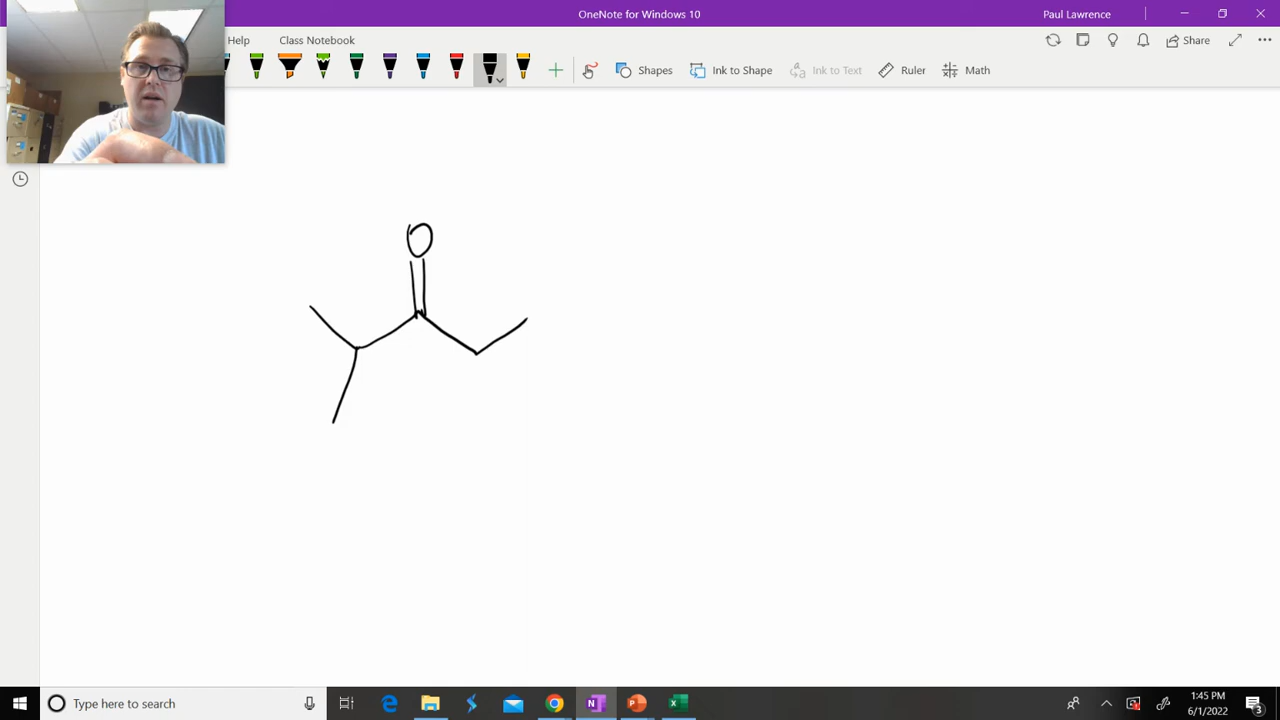 OneNote for Windows 10
Paul Lawrence
Help
Class Notebook
Share
Shapes
Ink to Shape
Ink to Text
Ruler
Math
O
Type here to search
1:45 PM
6/1/2022
3